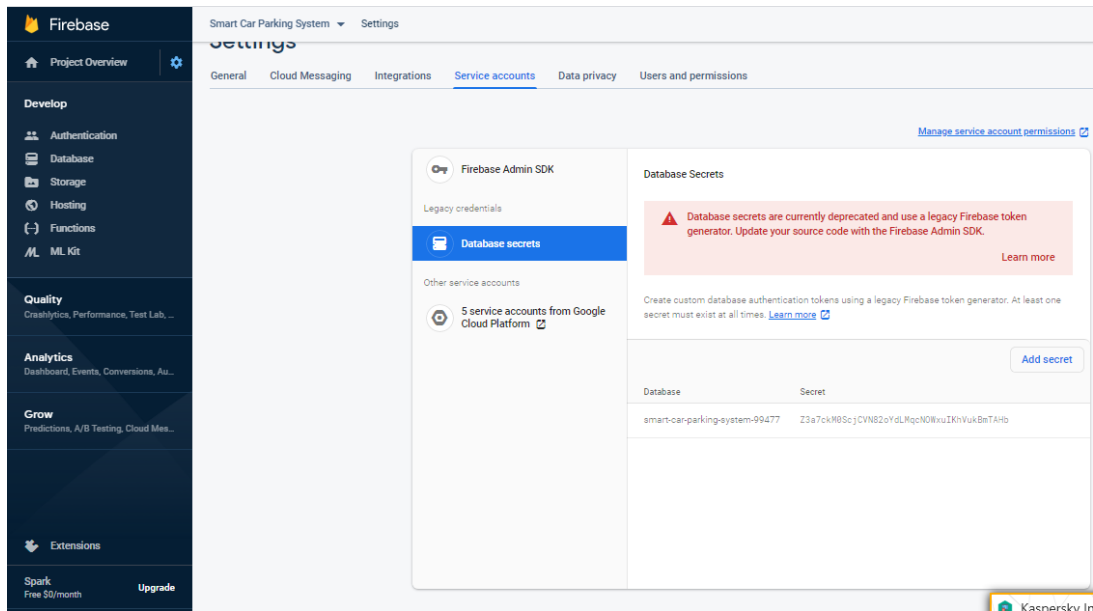 Firebase
Project Overview
Develop
Authentication
Database
Storage
Hosting
Functions
ML Kit
Quality
Crashlytics, Performance, Test Lab, ...
Analytics
Dashboard, Events, Conversions, Au...
Grow
Predictions, A/B Testing, Cloud Mes...
Extensions
Spark
Free $0/month
Upgrade
Smart Car Parking System
Settings
Settings
General
Cloud Messaging
Integrations
Service accounts
Data privacy
Users and permissions
Manage service account permissions
Firebase Admin SDK
Legacy credentials
Database secrets
Other service accounts
5 service accounts from Google
Cloud Platform
Database Secrets
Database secrets are currently deprecated and use a legacy Firebase token
generator. Update your source code with the Firebase Admin SDK.
Learn more
Create custom database authentication tokens using a legacy Firebase token generator. At least one
secret must exist at all times. Learn more
Add secret
Database Secret
smart-car-parking-system-99477
Kaspersky In